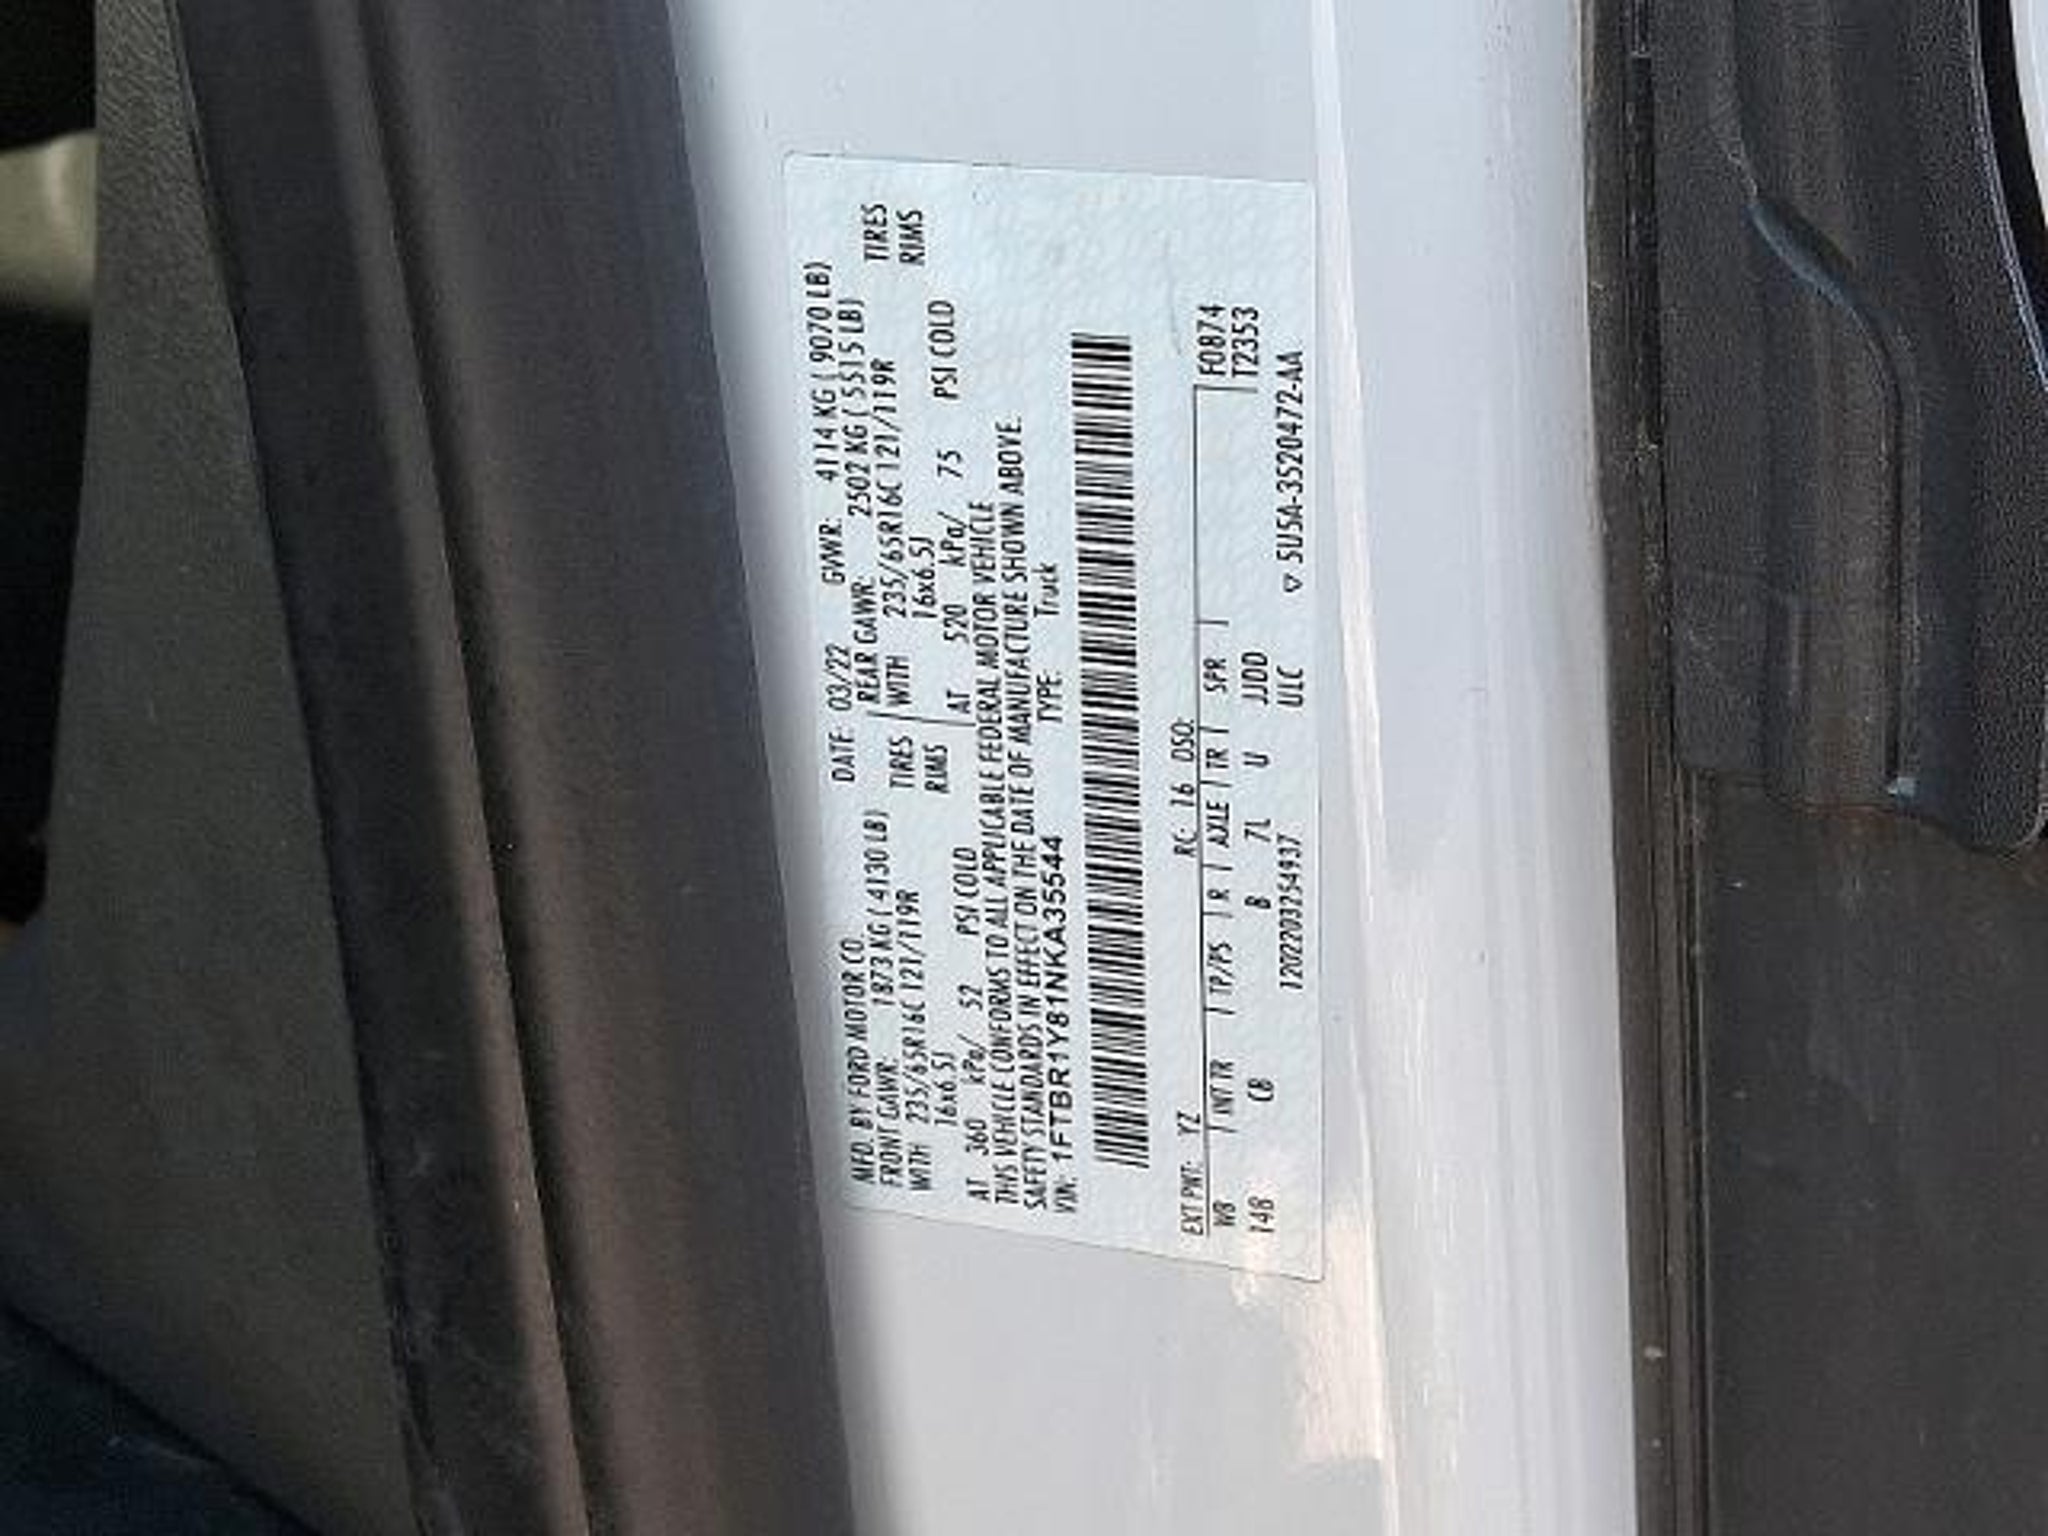 MFD. BY FORD MOTOR CO. DATE: 03/22 GVWR: 4114 KG ( 9070 LB)
FRONT GAWR: 1873 KG ( 4130 LB) REAR GAWR: 2502 KG ( 5515 LB)
WITH 235/65R16C 121/119R TIRES WITH 235/65R16C 121/119R TIRES
16x6.5J RIMS 16x6.5J RIMS
AT 360 kPa/ 52 PSI COLD AT 520 kPa/ 75 PSI COLD
THIS VEHICLE CONFORMS TO ALL APPLICABLE FEDERAL MOTOR VEHICLE
SAFETY STANDARDS IN EFFECT ON THE DATE OF MANUFACTURE SHOWN ABOVE.
VIN: 1FTBR1Y81NKA35544 TYPE: Truck
EXT PNT: YZ RC: 16 DSO:
WB INT TR TP/PS R AXLE TR SPR F0874
148 CB B 7L U JJDD T2353
120220325493​7 ULC ▽ 5U5A-3520472-AA